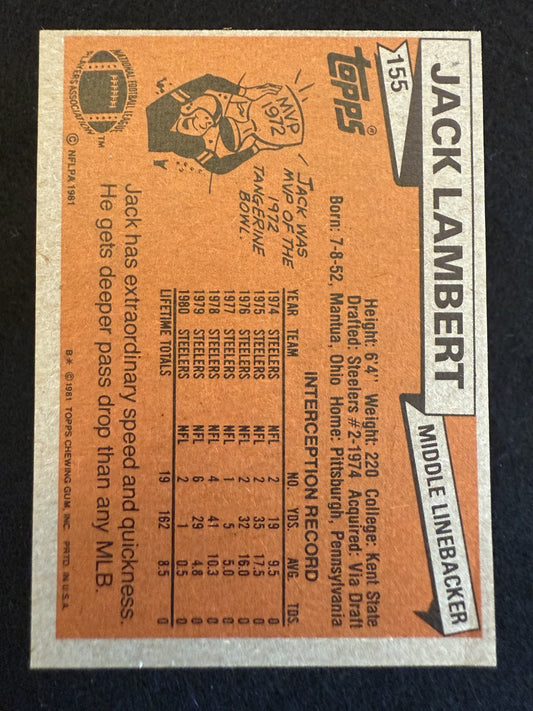 155
JACK LAMBERT
MIDDLE LINEBACKER
TOPPS®
Height: 6'4" Weight: 220 College: Kent State
Drafted: Steelers #2-1974 Acquired: Via Draft
Born: 7-8-52, Mantua, Ohio Home: Pittsburgh, Pennsylvania
MVP
1972
JACK WAS
MVP OF THE
1972
TANGERINE
BOWL.
INTERCEPTION RECORD
YEAR TEAM NO. YDS. AVG. TDS.
1974 STEELERS NFL 2 19 9.5 0
1975 STEELERS NFL 2 35 17.5 0
1976 STEELERS NFL 2 32 16.0 0
1977 STEELERS NFL 1 5 5.0 0
1978 STEELERS NFL 4 41 10.3 0
1979 STEELERS NFL 6 29 4.8 0
1980 STEELERS NFL 2 1 0.5 0
LIFETIME TOTALS 19 162 8.5 0
NATIONAL FOOTBALL LEAGUE
PLAYERS ASSOCIATION
TM
© NFLPA 1981
Jack has extraordinary speed and quickness.
He gets deeper pass drop than any MLB.
B* © 1981 TOPPS CHEWING GUM, INC. PRTD. IN U.S.A.